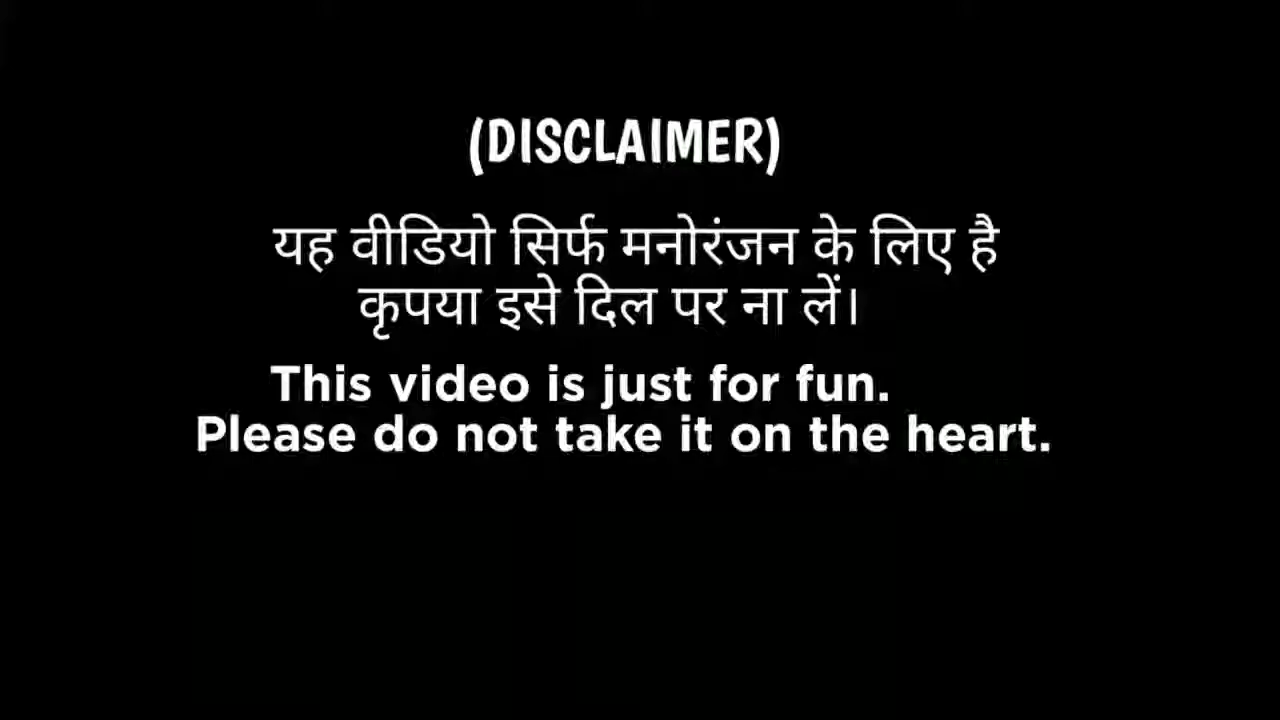 (DISCLAIMER)
यह वीडियो सिर्फ मनोरंजन के लिए है
कृपया इसे दिल पर ना लें।
This video is just for fun.
Please do not take it on the heart.